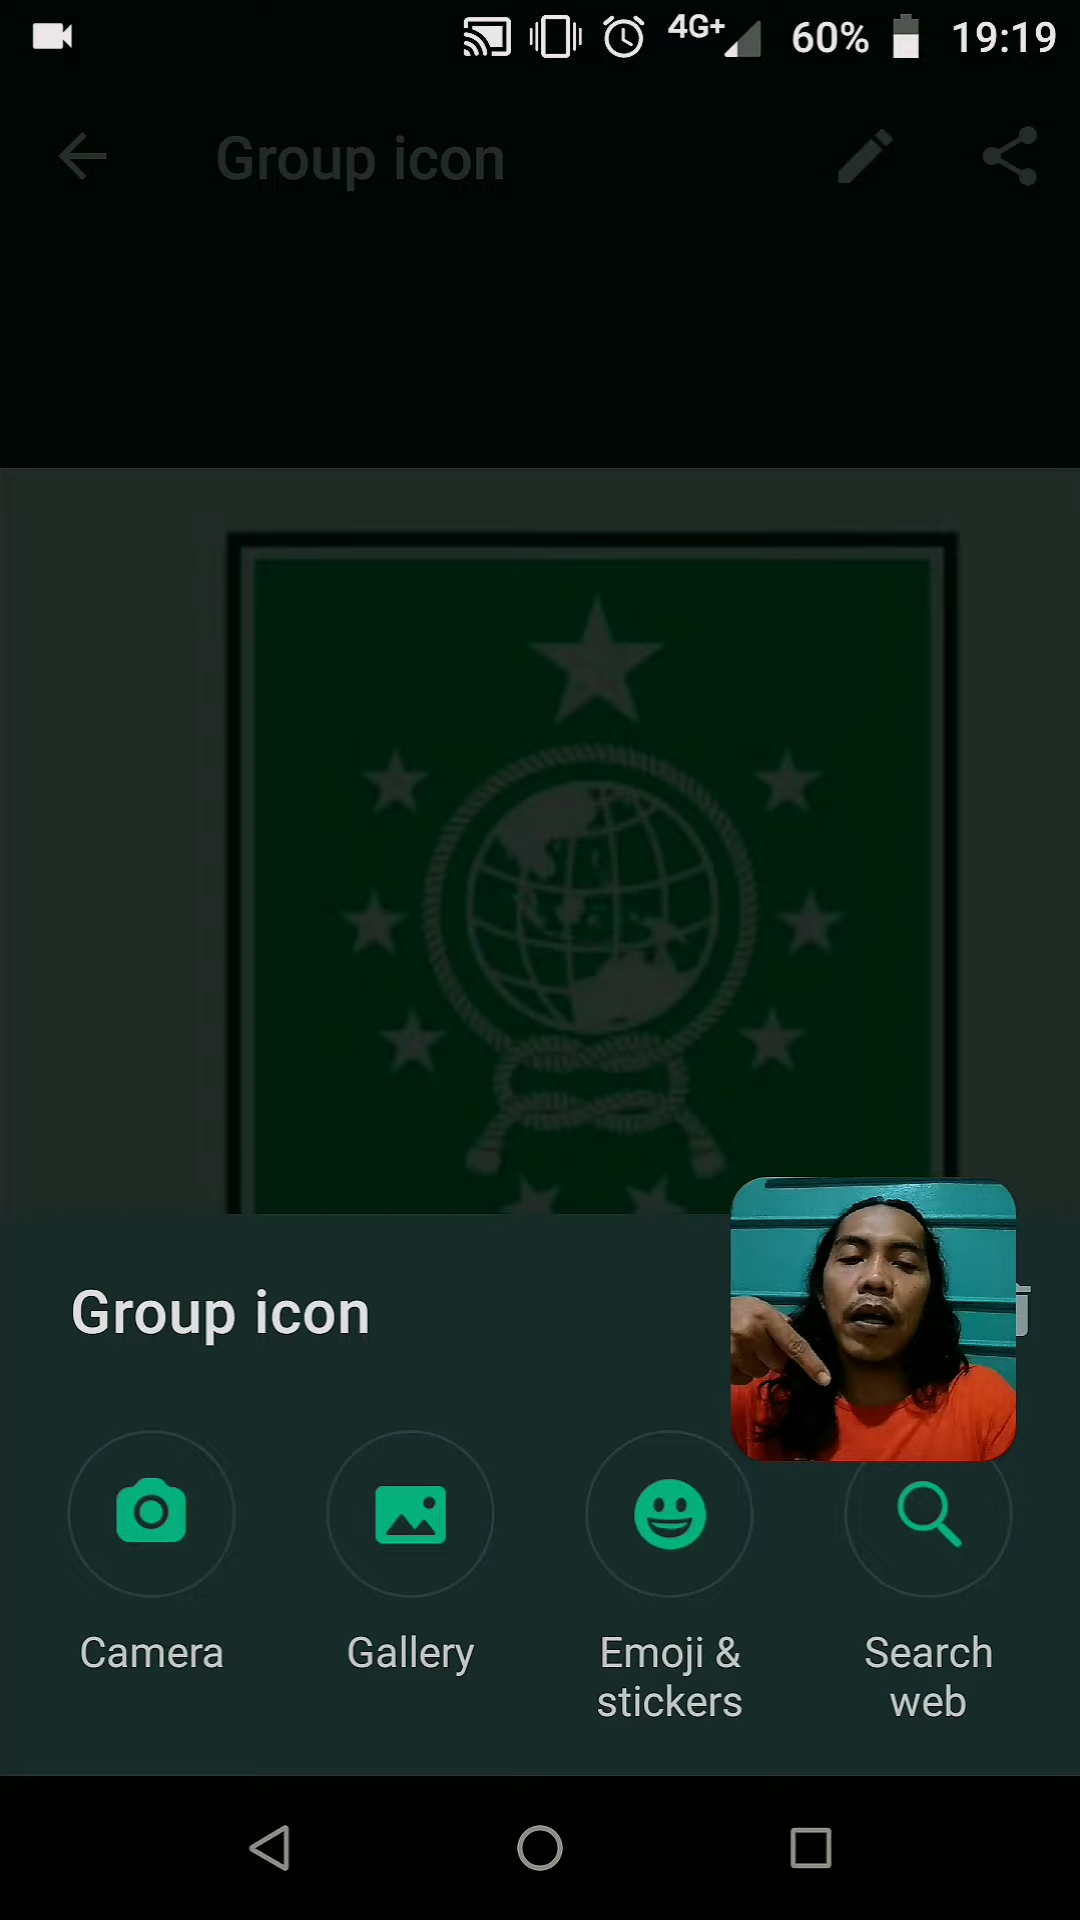 4G+ 60% 19:19
Group icon
Group icon
Camera
Gallery
Emoji &
stickers
Search
web